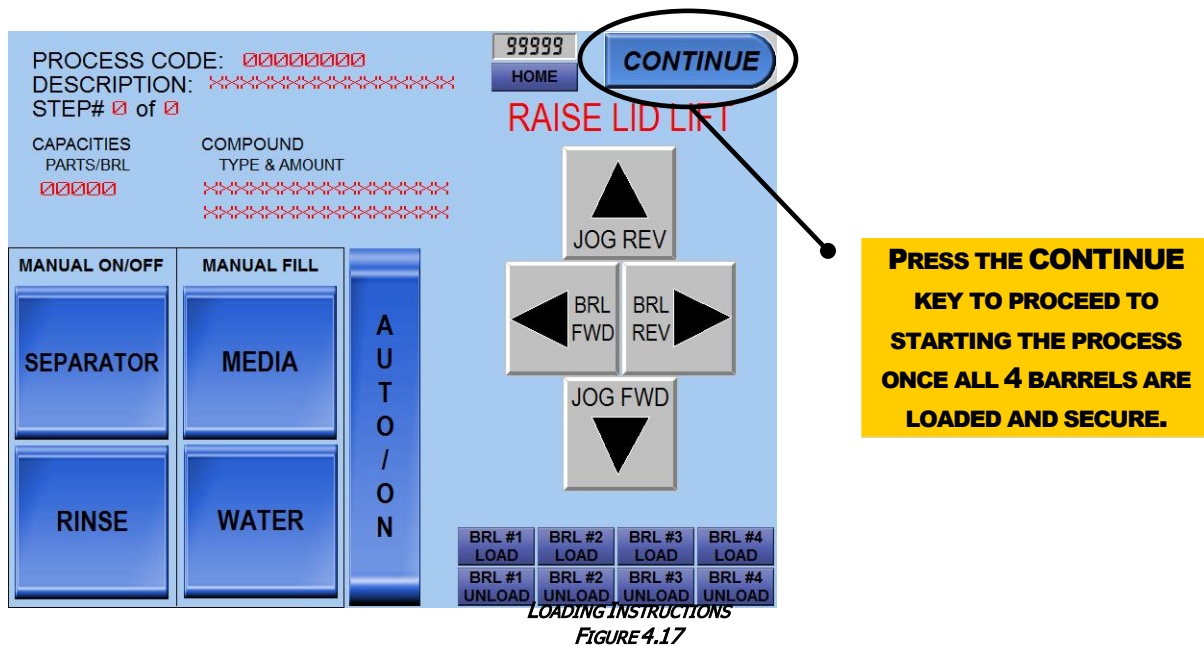 PROCESS CODE: 00000000
DESCRIPTION: XXXXXXXXXXXXXXXX
STEP# 0 of 0
CAPACITIES
PARTS/BRL
00000
COMPOUND
TYPE & AMOUNT
XXXXXXXXXXXXXXXX
XXXXXXXXXXXXXXXX
99999
HOME
CONTINUE
RAISE LID LIFT
JOG REV
BRL
FWD
BRL
REV
JOG FWD
MANUAL ON/OFF
MANUAL FILL
SEPARATOR
MEDIA
RINSE
WATER
AUTO/ON
BRL #1
LOAD
BRL #2
LOAD
BRL #3
LOAD
BRL #4
LOAD
BRL #1
UNLOAD
BRL #2
UNLOAD
BRL #3
UNLOAD
BRL #4
UNLOAD
PRESS THE CONTINUE
KEY TO PROCEED TO
STARTING THE PROCESS
ONCE ALL 4 BARRELS ARE
LOADED AND SECURE.
LOADING INSTRUCTIONS
FIGURE 4.17